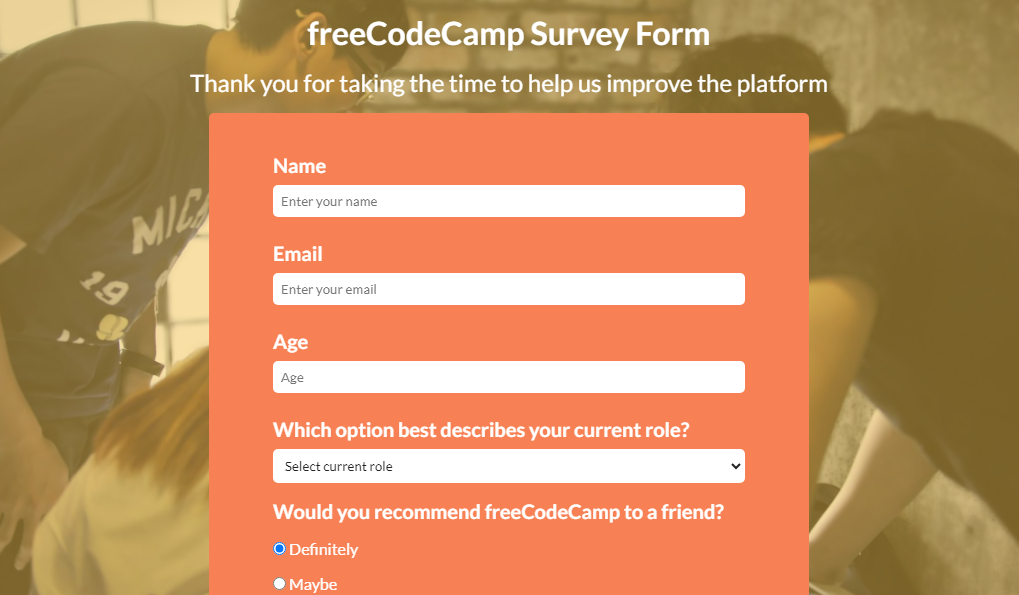 freeCodeCamp Survey Form
Thank you for taking the time to help us improve the platform
Name
Enter your name
Email
Enter your email
Age
Age
Which option best describes your current role?
Select current role
Would you recommend freeCodeCamp to a friend?
Definitely
Maybe
19